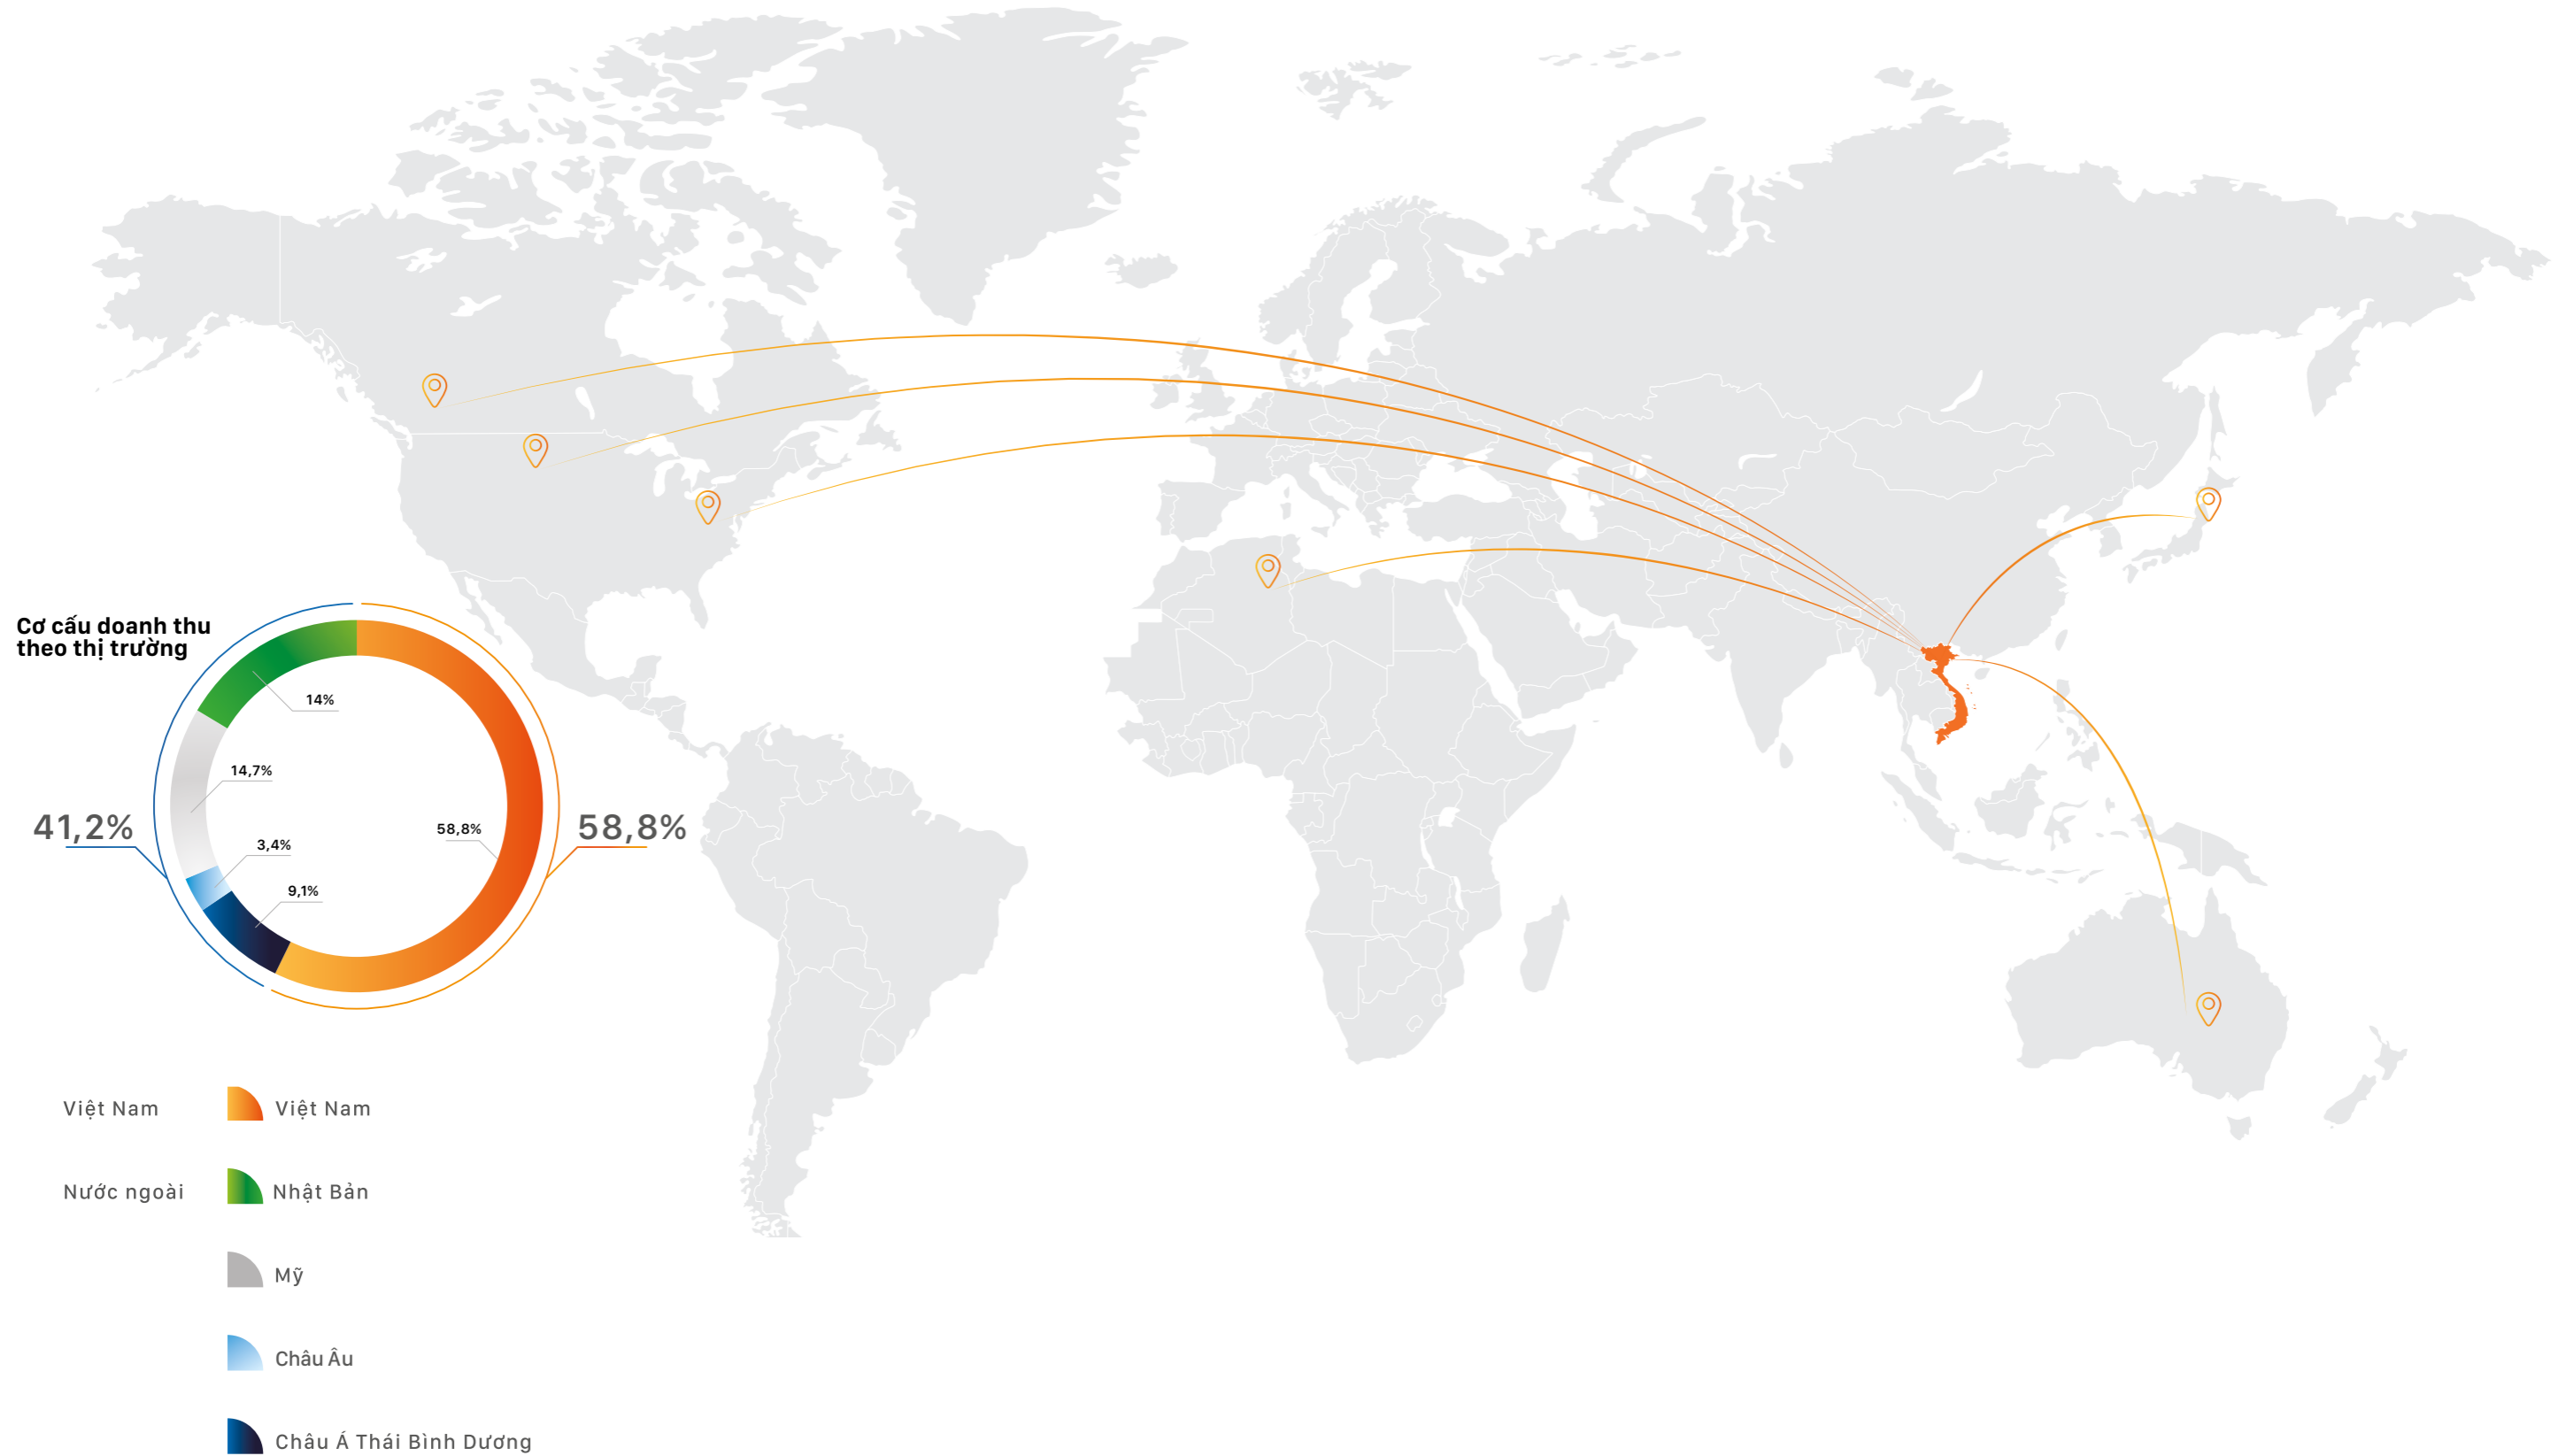 Cơ cấu doanh thu
theo thị trường
14%
14,7%
41,2%
58,8%
58,8%
3,4%
9,1%
Việt Nam
Việt Nam
Nước ngoài
Nhật Bản
Mỹ
Châu Âu
Châu Á Thái Bình Dương